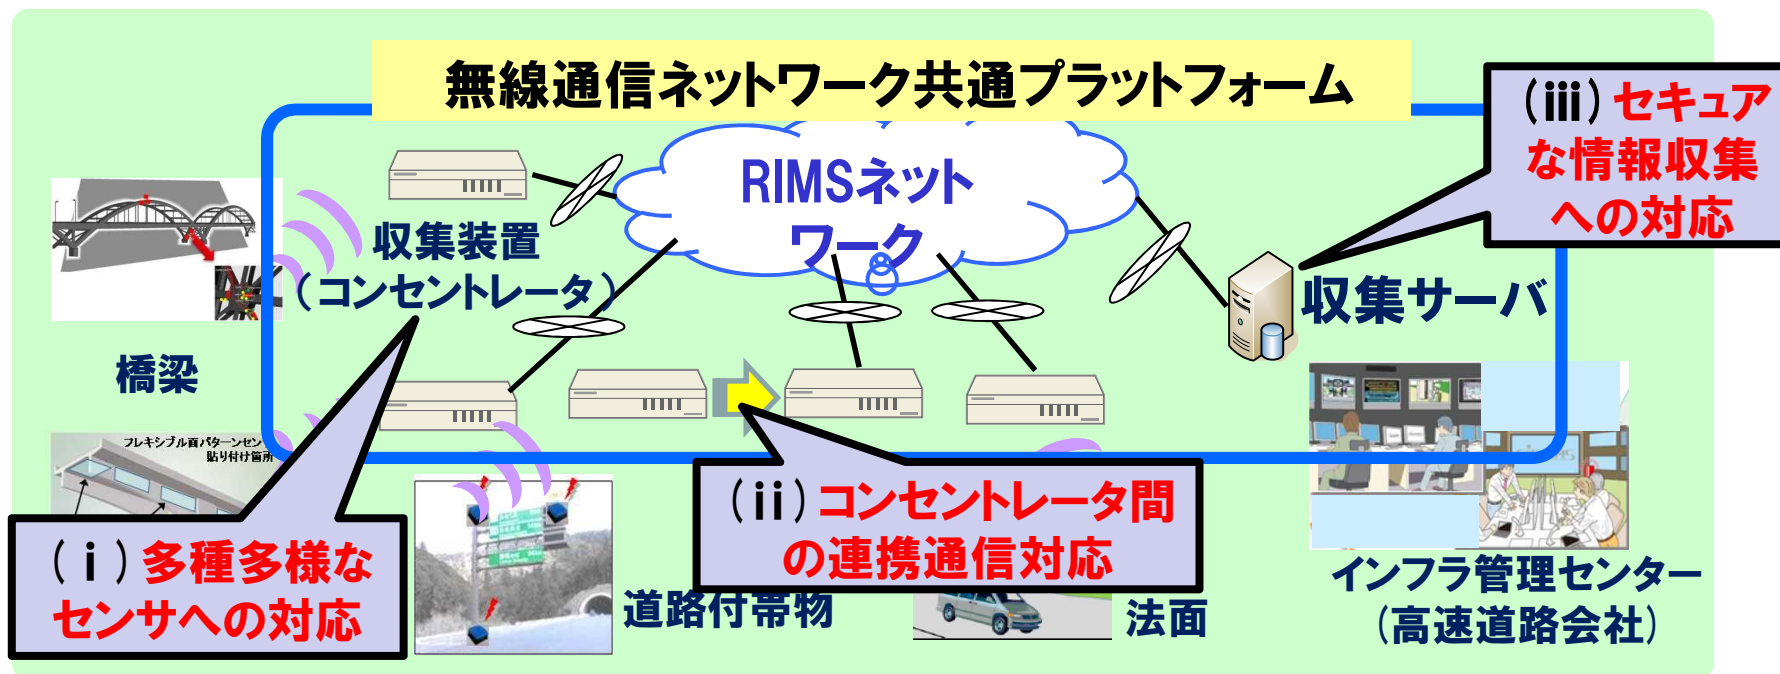 無線通信ネットワーク共通プラットフォーム
(ⅲ)セキュア
な情報収集
への対応
RIMSネット
ワーク
収集装置
(コンセントレータ)
収集サーバ
橋梁
フレキシブル面パターンセン
貼り付け箇所
(ⅰ)多種多様な
センサへの対応
(ⅱ)コンセントレータ間
の連携通信対応
道路付帯物
法面
インフラ管理センター
(高速道路会社)